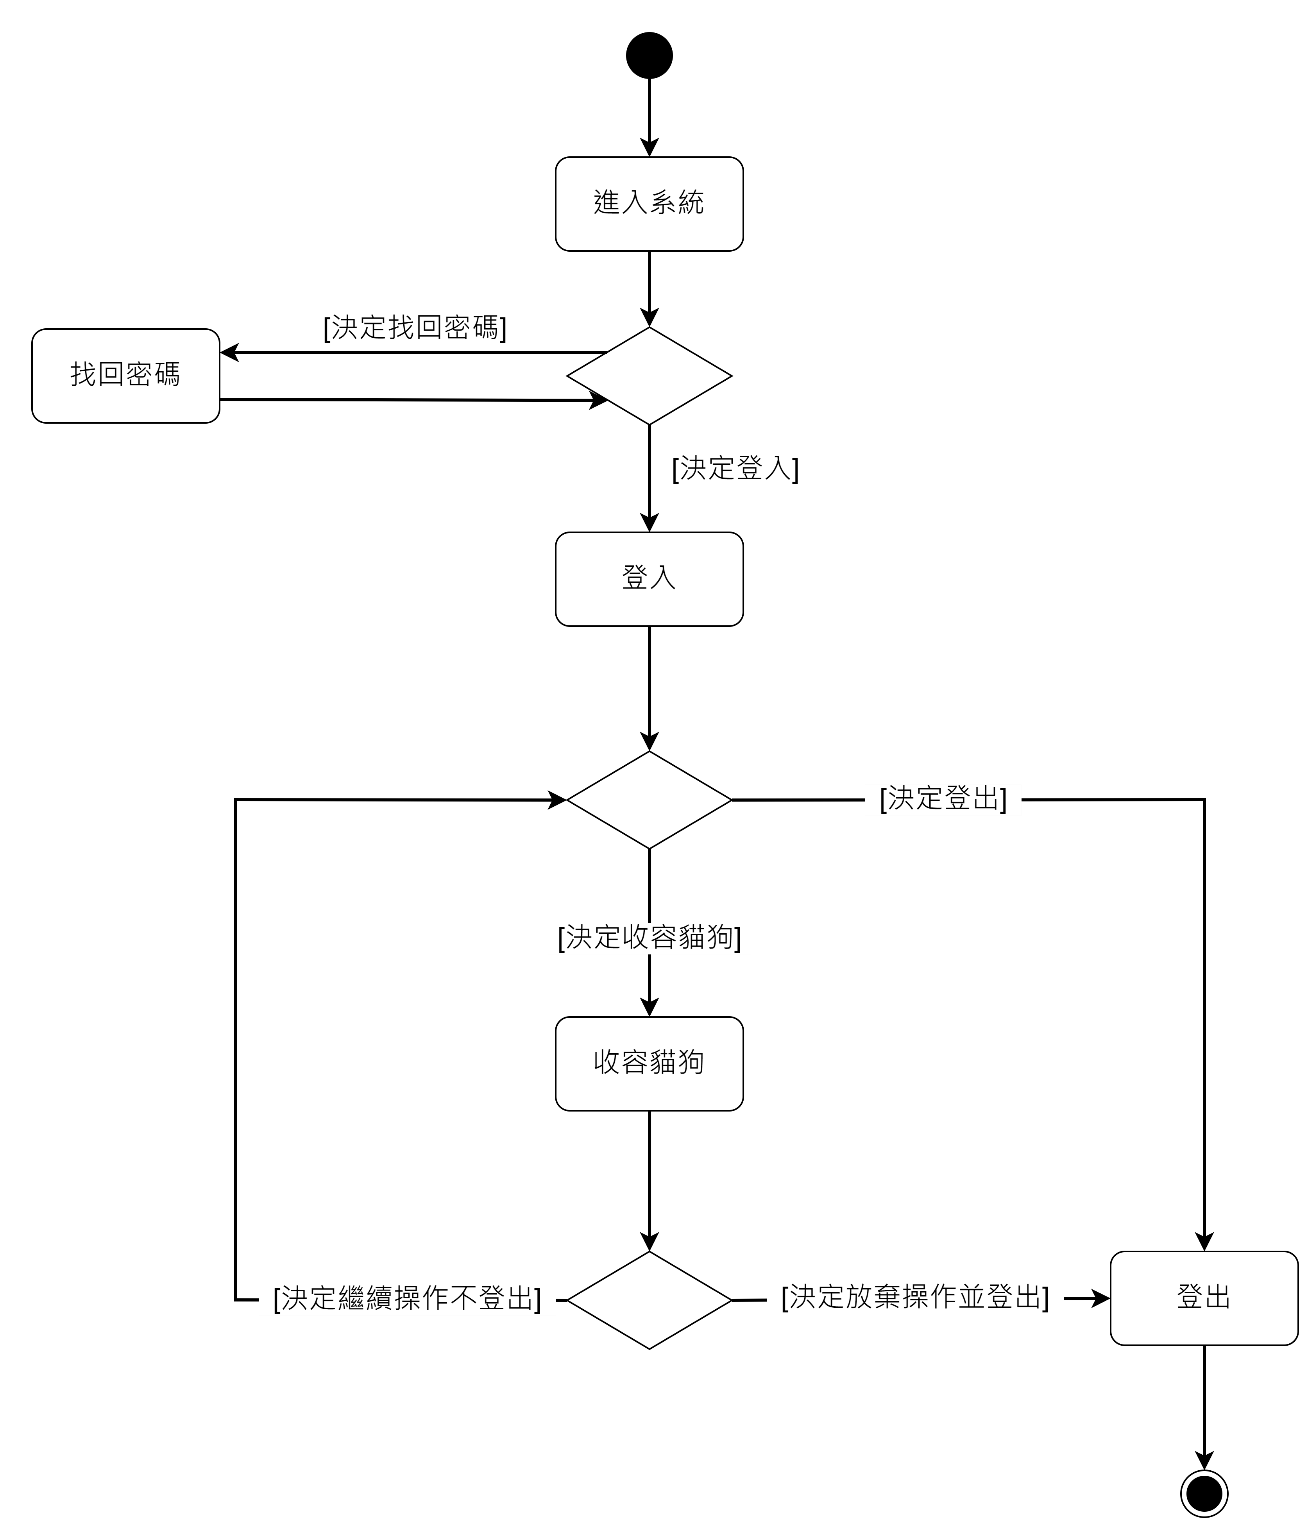 進入系統
[決定找回密碼]
找回密碼
[決定登入]
登入
[決定登出]
[決定收容貓狗]
收容貓狗
[決定繼續操作不登出]
[決定放棄操作並登出]
登出